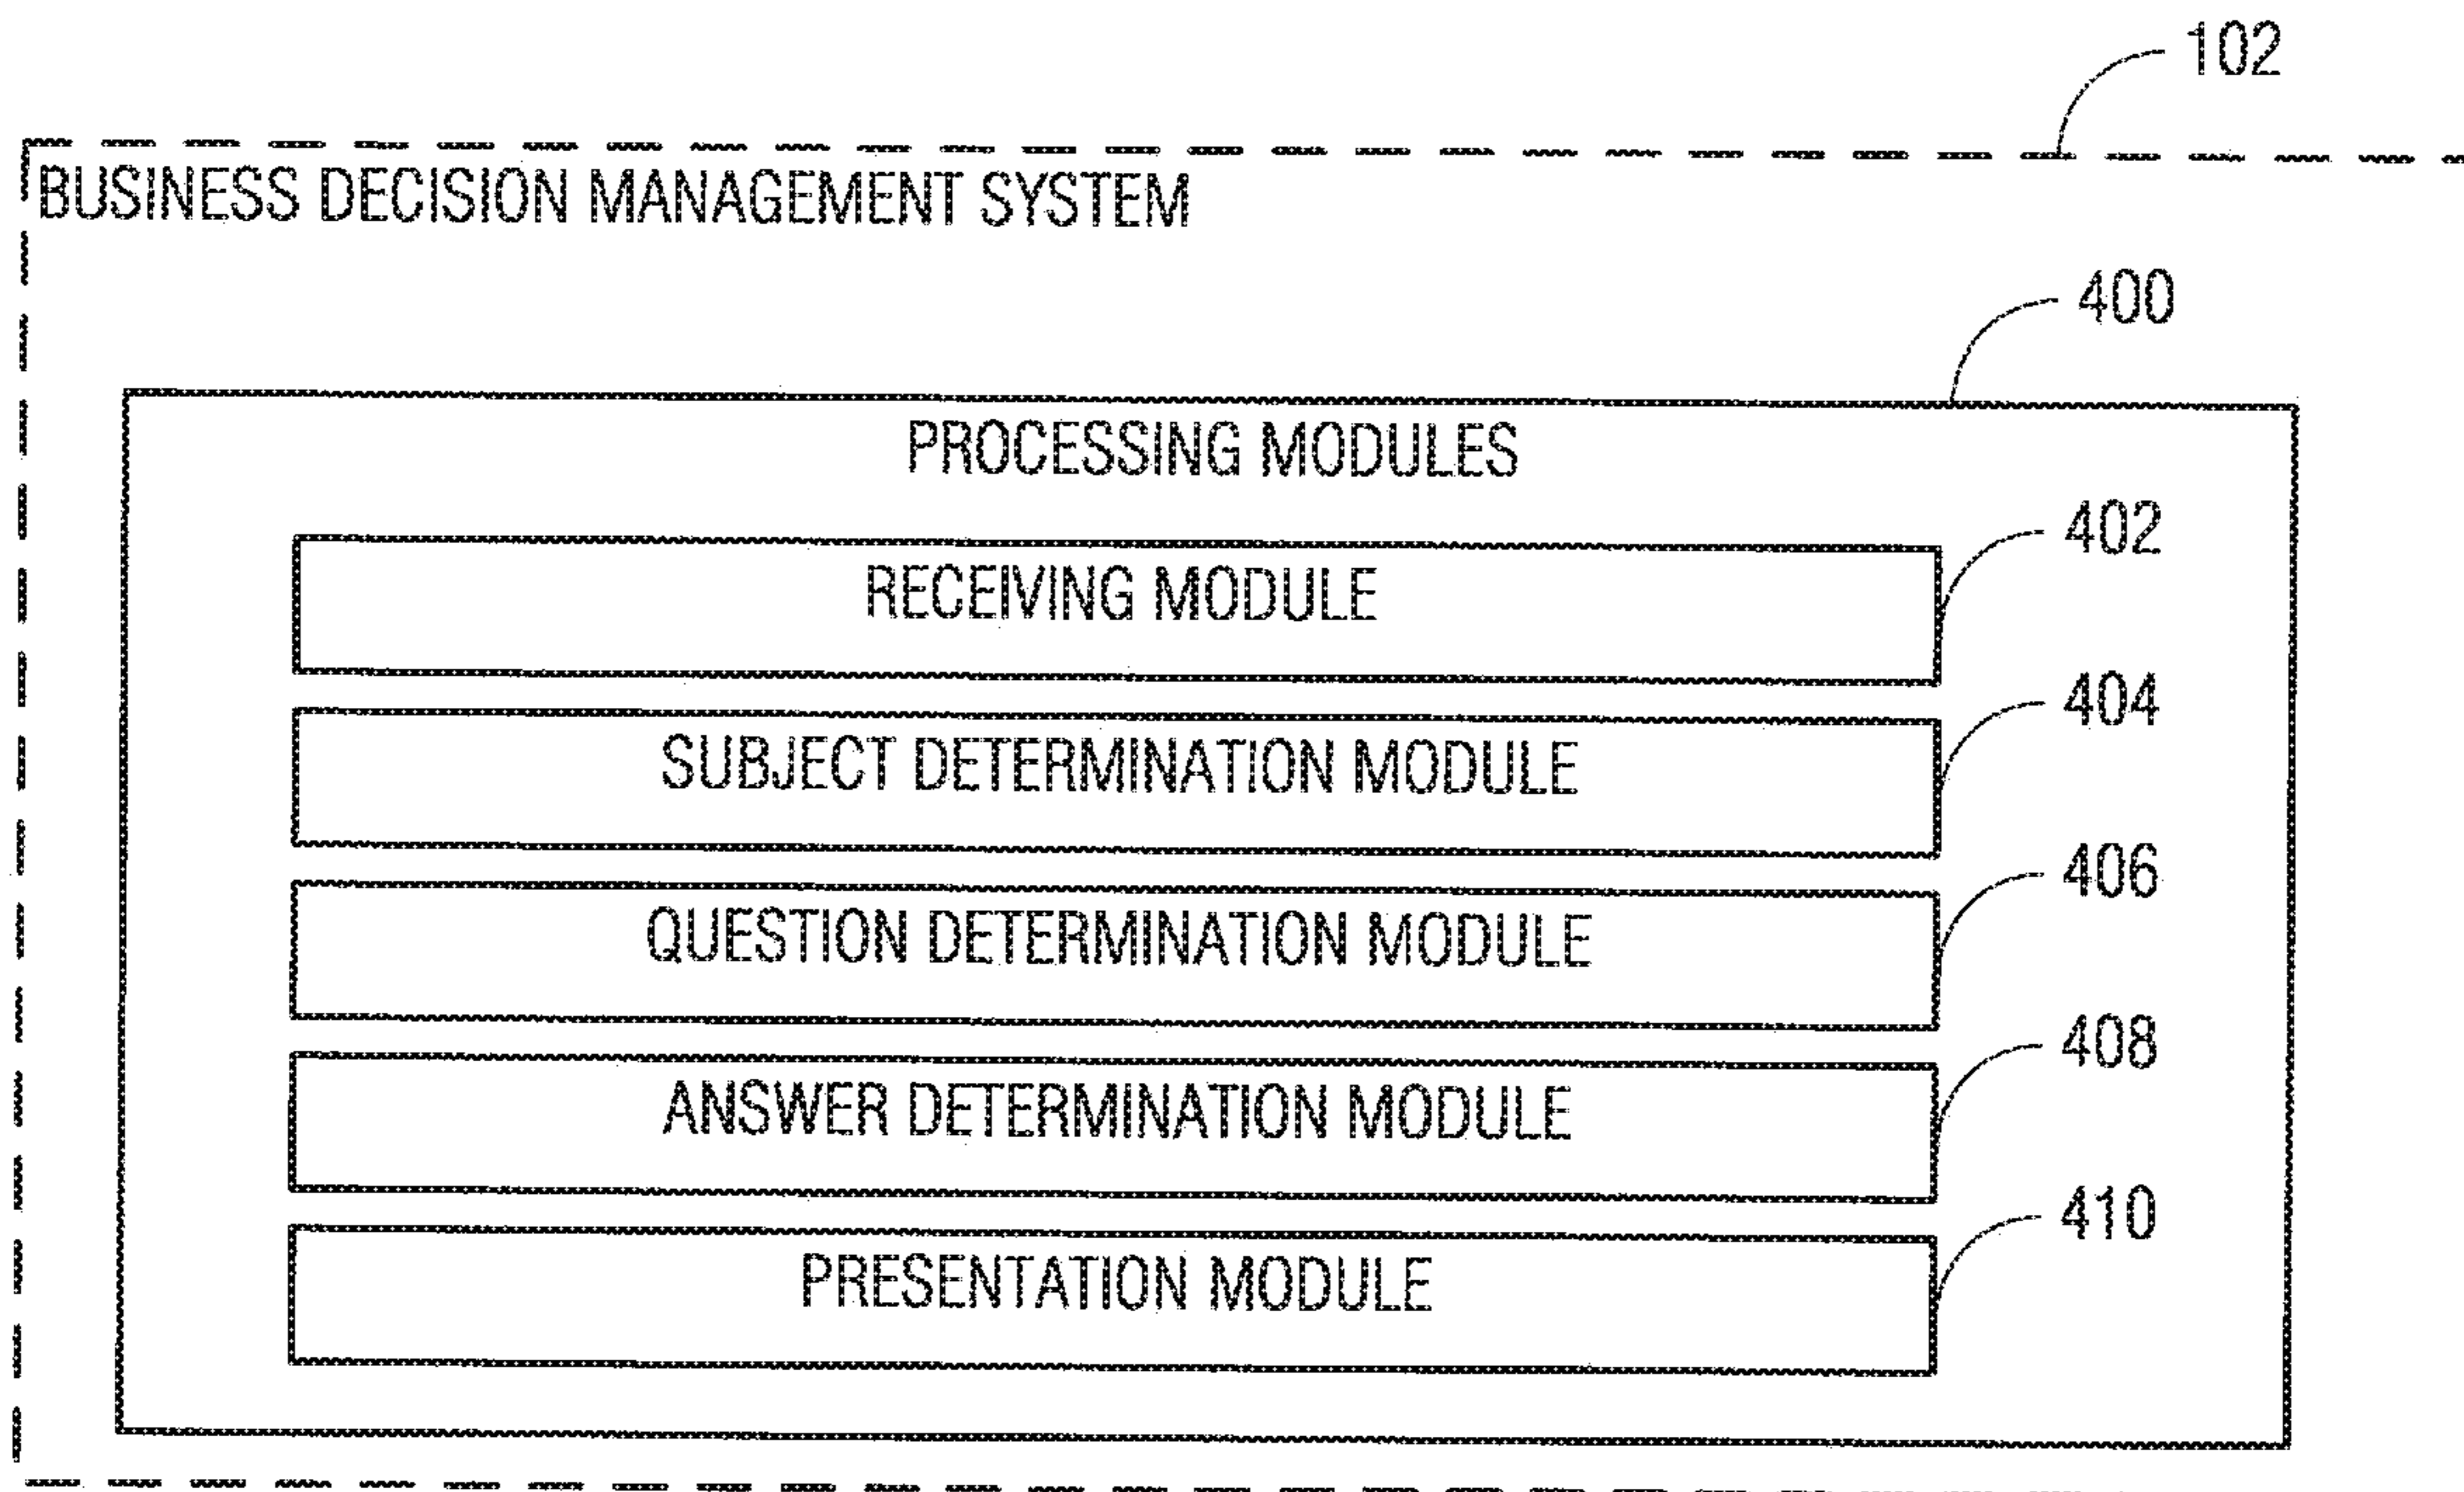 102
BUSINESS DECISION MANAGEMENT SYSTEM
400
PROCESSING MODULES
402
RECEIVING MODULE
404
SUBJECT DETERMINATION MODULE
406
QUESTION DETERMINATION MODULE
408
ANSWER DETERMINATION MODULE
410
PRESENTATION MODULE